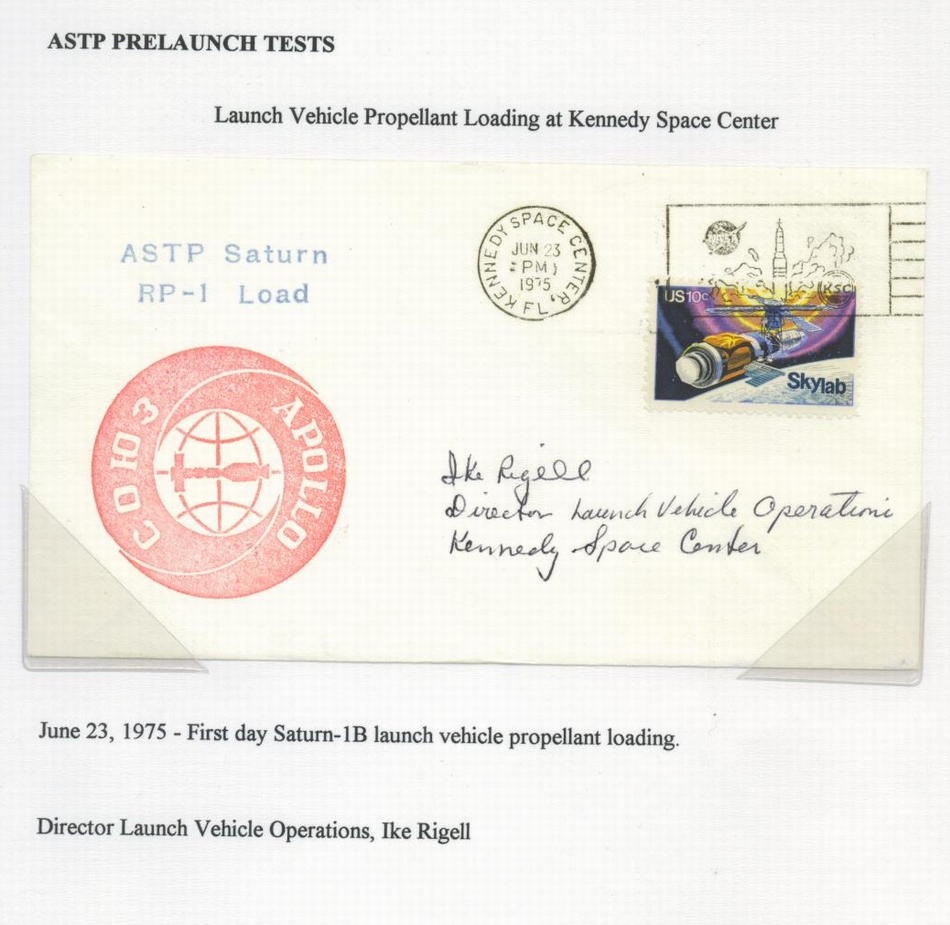 ASTP PRELAUNCH TESTS
Launch Vehicle Propellant Loading at Kennedy Space Center
ASTP Saturn
RP-1 Load
KENNEDY SPACE CENTER, FL
JUN 23
PM
1975
KSC
US10c
Skylab
СОЮЗ
APOLLO
Ike Rigell
Director Launch Vehicle Operations
Kennedy Space Center
June 23, 1975 - First day Saturn-1B launch vehicle propellant loading.
Director Launch Vehicle Operations, Ike Rigell